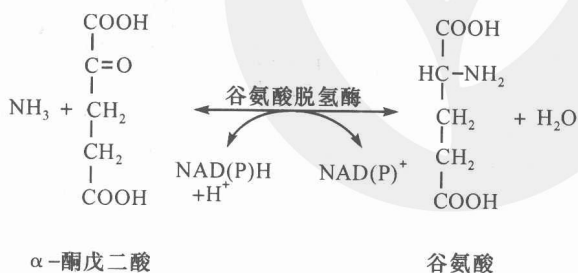 COOH
C=O
NH₃ + CH₂
CH₂
COOH
谷氨酸脱氢酶
NAD(P)H
+H⁺
NAD(P)⁺
COOH
HC-NH₂
CH₂
CH₂
COOH
+ H₂O
α-酮戊二酸
谷氨酸